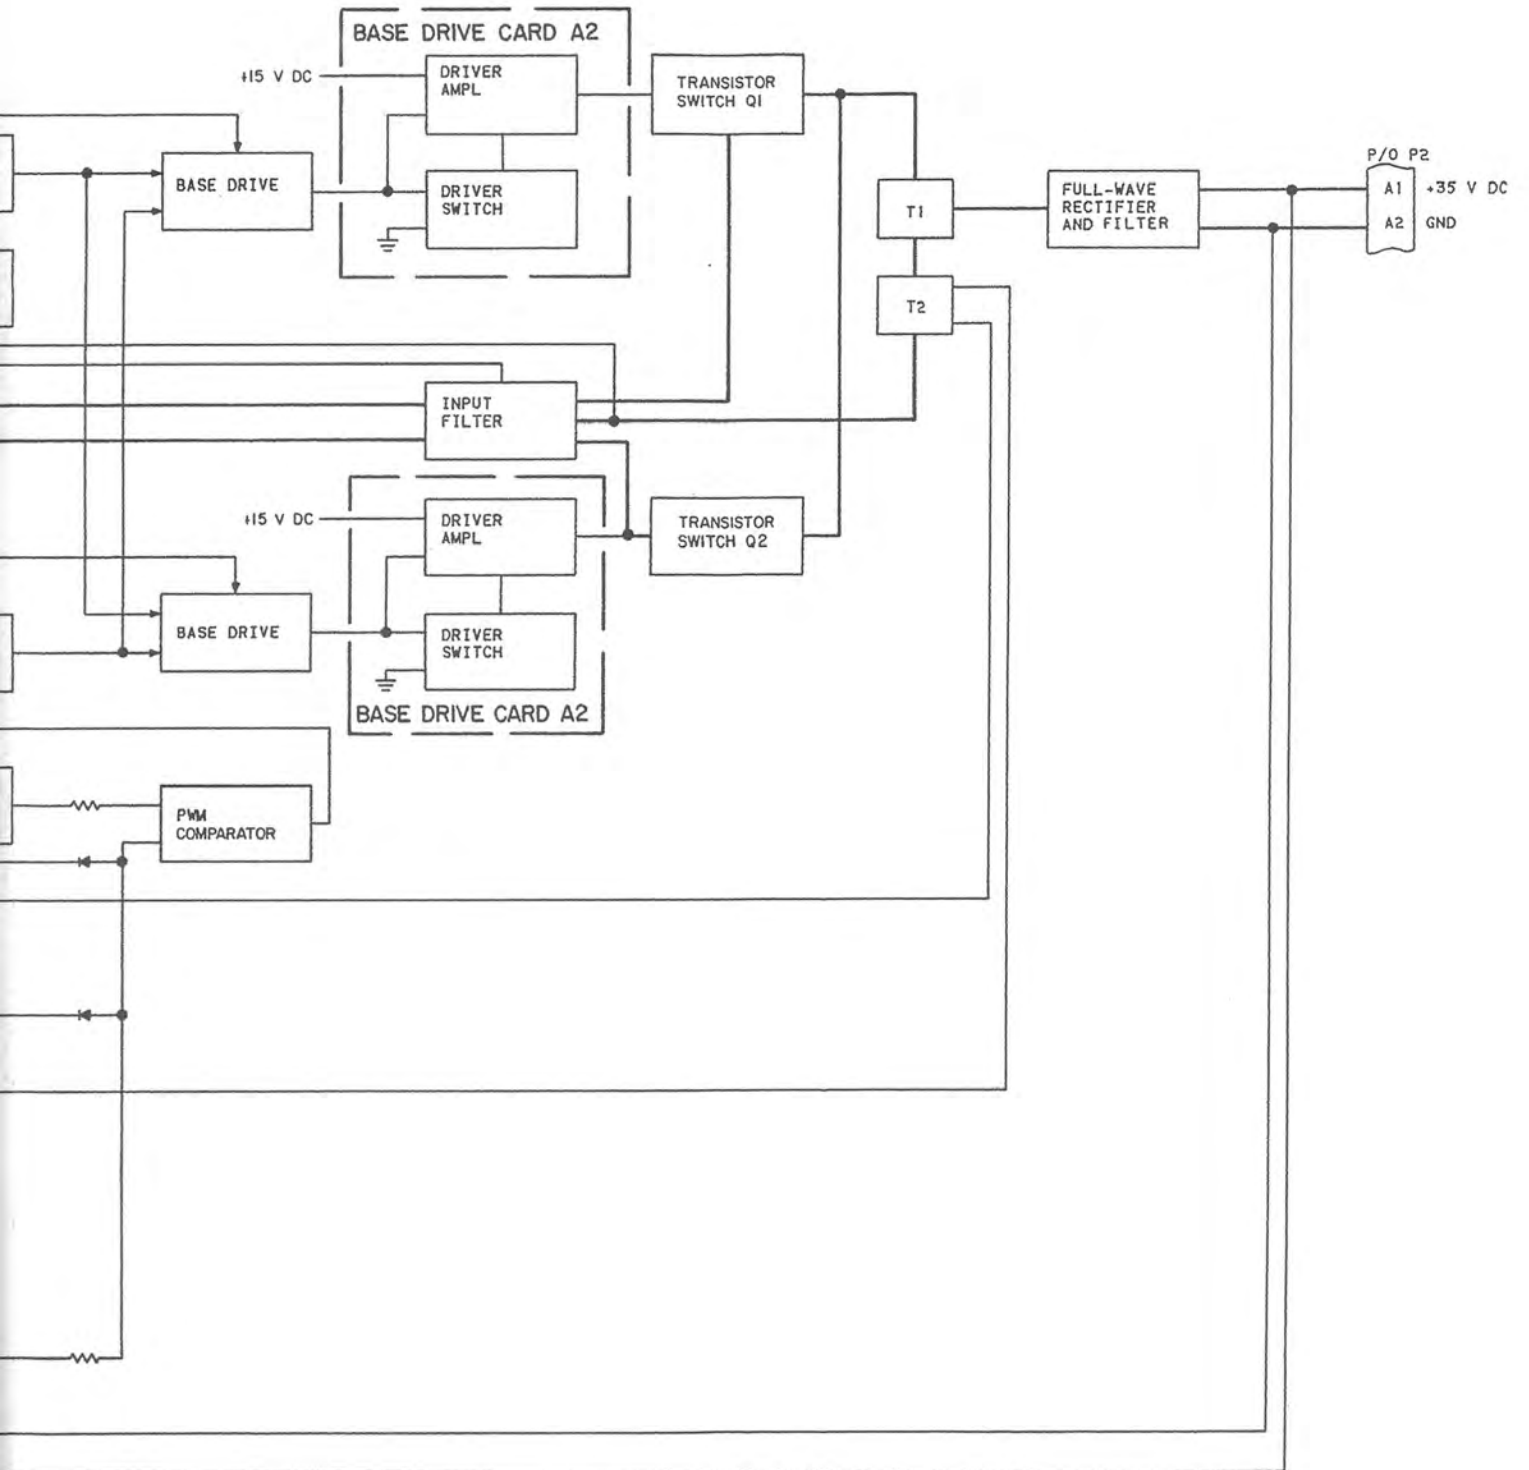 BASE DRIVE CARD A2
+15 V DC
DRIVER
AMPL
TRANSISTOR
SWITCH Q1
BASE DRIVE
DRIVER
SWITCH
T1
T2
FULL-WAVE
RECTIFIER
AND FILTER
P/O P2
A1 +35 V DC
A2 GND
INPUT
FILTER
+15 V DC
DRIVER
AMPL
TRANSISTOR
SWITCH Q2
BASE DRIVE
DRIVER
SWITCH
BASE DRIVE CARD A2
PWM
COMPARATOR